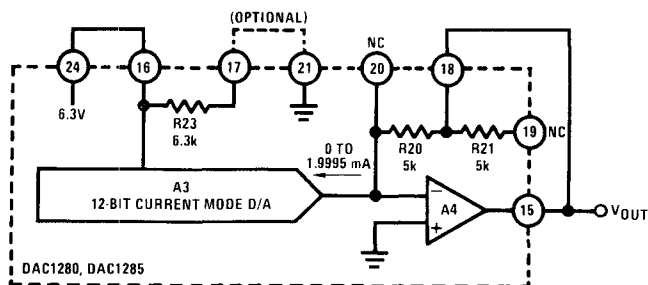 (OPTIONAL)
NC
24
16
17
21
20
18
6.3V
R23
6.3k
R20
5k
R21
5k
19 NC
0 TO
1.9995 mA
A3
12-BIT CURRENT MODE D/A
−
+
A4
15
VOUT
DAC1280, DAC1285